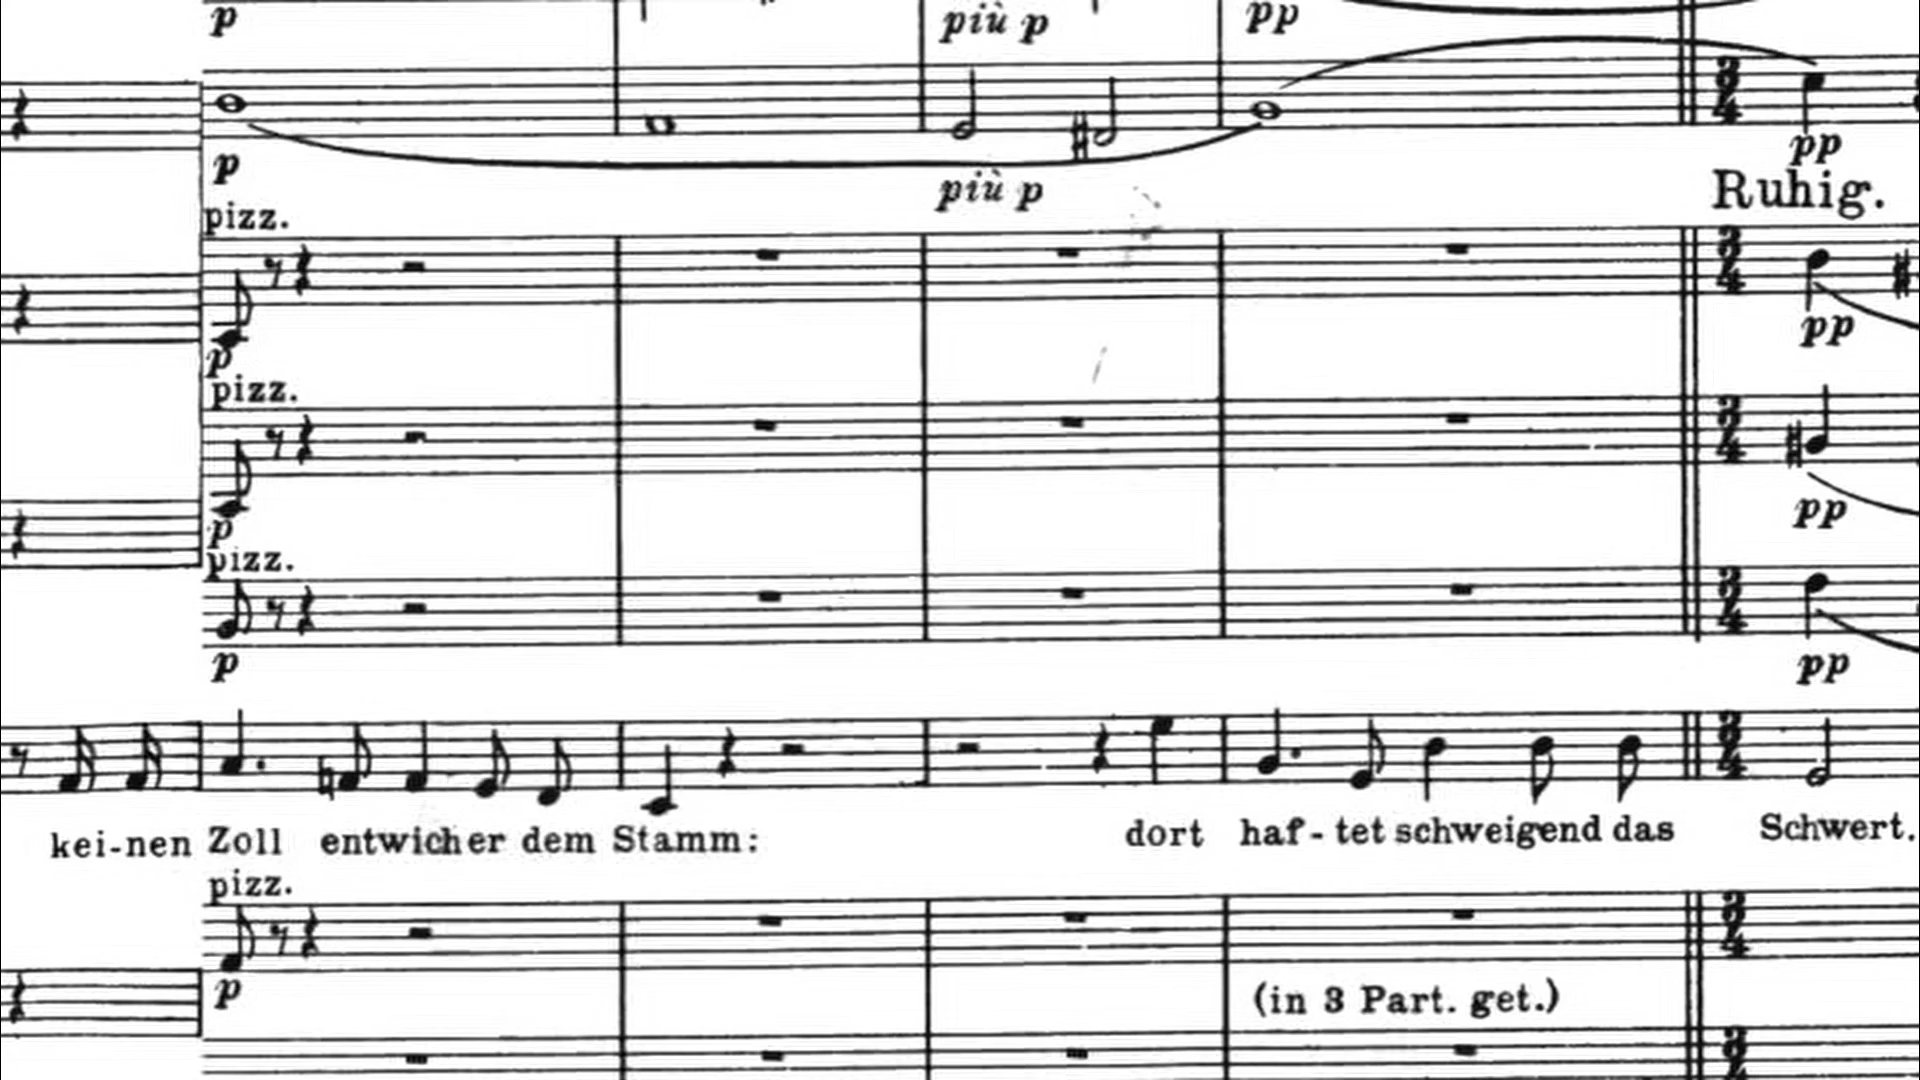 p più p pp
p più p pp
Ruhig.
pizz.
p pp
pizz.
p pp
pizz.
p pp
kei-nen Zoll entwich er dem Stamm: dort haf-tet schweigend das Schwert.
pizz.
p
(in 3 Part. get.)